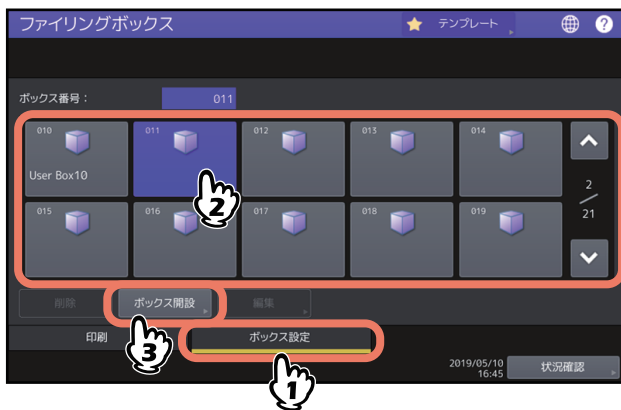 ファイリングボックス
テンプレート
?
ボックス番号：
011
010
011
012
013
014
User Box10
2
2
21
015
016
017
018
019
削除
ボックス開設
編集
3
印刷
ボックス設定
1
2019/05/10
16:45
状況確認